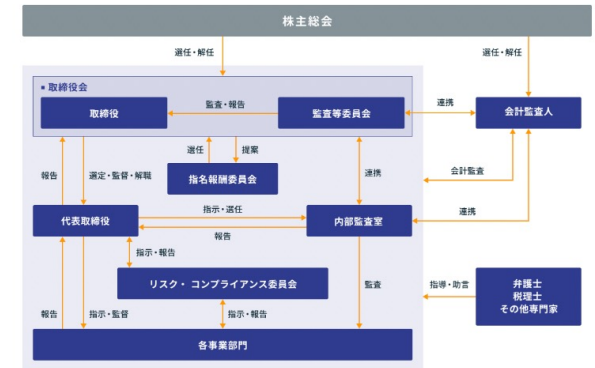 株主総会
選任・解任
選任・解任
▪ 取締役会
取締役
監査・報告
監査等委員会
連携
会計監査人
選任
提案
報告
選定・監督・解職
指名報酬委員会
連携
会計監査
代表取締役
指示・選任
報告
内部監査室
連携
指示・報告
リスク・ コンプライアンス委員会
監査
指導・助言
弁護士
税理士
その他専門家
報告
指示・監督
指示・報告
各事業部門